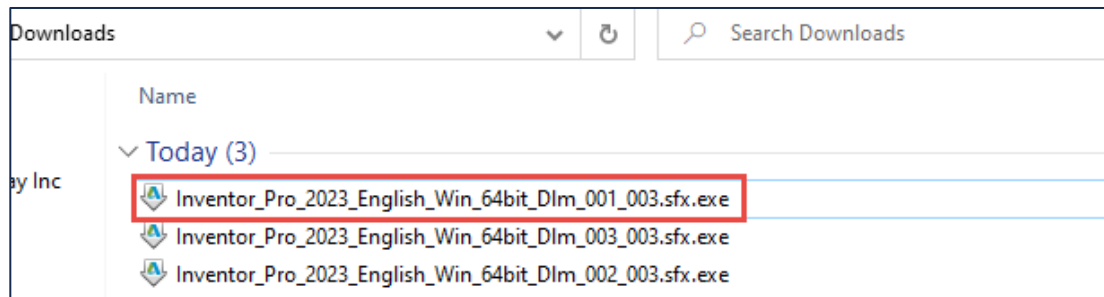 Downloads
Search Downloads
Name
Today (3)
ay Inc
Inventor_Pro_2023_English_Win_64bit_Dlm_001_003.sfx.exe
Inventor_Pro_2023_English_Win_64bit_Dlm_003_003.sfx.exe
Inventor_Pro_2023_English_Win_64bit_Dlm_002_003.sfx.exe